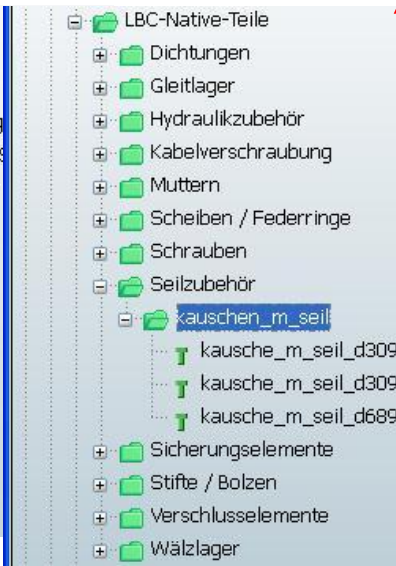 LBC-Native-Teile
Dichtungen
Gleitlager
Hydraulikzubehör
Kabelverschraubung
Muttern
Scheiben / Federringe
Schrauben
Seilzubehör
kauschen_m_seil
kausche_m_seil_d309
kausche_m_seil_d309
kausche_m_seil_d689
Sicherungselemente
Stifte / Bolzen
Verschlusselemente
Wälzlager